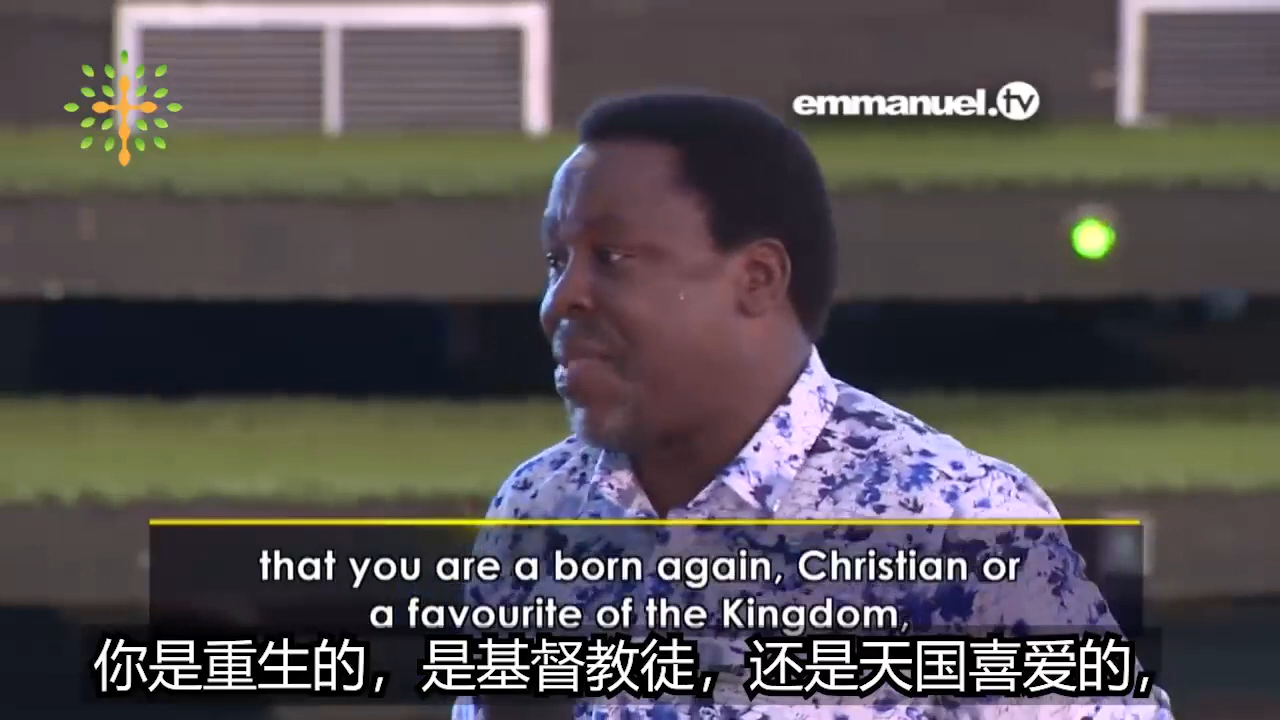 emmanuel.tv
that you are a born again, Christian or
a favourite of the Kingdom,
你是重生的，是基督教徒，还是天国喜爱的，